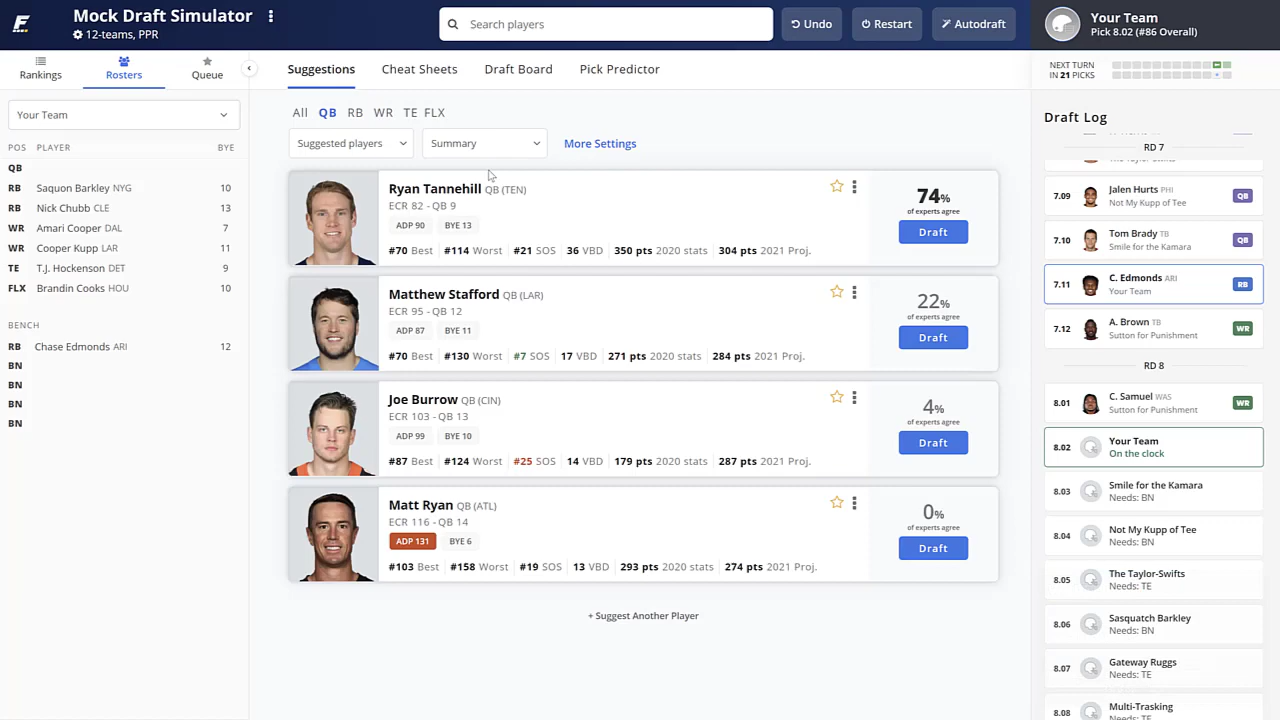 Mock Draft Simulator
12-teams, PPR
Search players
Undo
Restart
Autodraft
Your Team
Pick 8.02 (#86 Overall)
Rankings
Rosters
Queue
Suggestions
Cheat Sheets
Draft Board
Pick Predictor
NEXT TURN
IN 21 PICKS
Your Team
POS PLAYER BYE
QB
RB Saquon Barkley NYG 10
RB Nick Chubb CLE 13
WR Amari Cooper DAL 7
WR Cooper Kupp LAR 11
TE T.J. Hockenson DET 9
FLX Brandin Cooks HOU 10
BENCH
RB Chase Edmonds ARI 12
BN
BN
BN
BN
All QB RB WR TE FLX
Suggested players
Summary
More Settings
Ryan Tannehill QB (TEN)
ECR 82 - QB 9
ADP 90 BYE 13
#70 Best #114 Worst #21 SOS 36 VBD 350 pts 2020 stats 304 pts 2021 Proj.
74%
of experts agree
Draft
Matthew Stafford QB (LAR)
ECR 95 - QB 12
ADP 87 BYE 11
#70 Best #130 Worst #7 SOS 17 VBD 271 pts 2020 stats 284 pts 2021 Proj.
22%
of experts agree
Draft
Joe Burrow QB (CIN)
ECR 103 - QB 13
ADP 99 BYE 10
#87 Best #124 Worst #25 SOS 14 VBD 179 pts 2020 stats 287 pts 2021 Proj.
4%
of experts agree
Draft
Matt Ryan QB (ATL)
ECR 116 - QB 14
ADP 131 BYE 6
#103 Best #158 Worst #19 SOS 13 VBD 293 pts 2020 stats 274 pts 2021 Proj.
0%
of experts agree
Draft
+ Suggest Another Player
Draft Log
RD 7
7.09 Jalen Hurts PHI QB
Not My Kupp of Tee
7.10 Tom Brady TB QB
Smile for the Kamara
7.11 C. Edmonds ARI RB
Your Team
7.12 A. Brown TB WR
Sutton for Punishment
RD 8
8.01 C. Samuel WAS WR
Sutton for Punishment
8.02 Your Team
On the clock
8.03 Smile for the Kamara
Needs: BN
8.04 Not My Kupp of Tee
Needs: BN
8.05 The Taylor-Swifts
Needs: TE
8.06 Sasquatch Barkley
Needs: BN
8.07 Gateway Ruggs
Needs: TE
8.08 Multi-Tasking